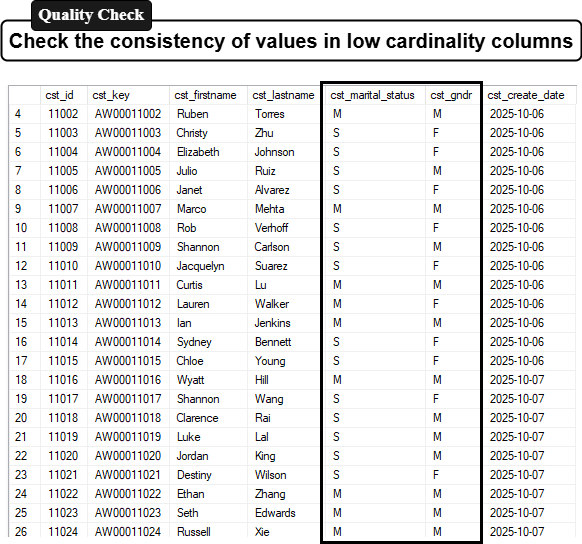 Quality Check
Check the consistency of values in low cardinality columns
cst_id cst_key cst_firstname cst_lastname cst_marital_status cst_gndr cst_create_date
4 11002 AW00011002 Ruben Torres M M 2025-10-06
5 11003 AW00011003 Christy Zhu S F 2025-10-06
6 11004 AW00011004 Elizabeth Johnson S F 2025-10-06
7 11005 AW00011005 Julio Ruiz S M 2025-10-06
8 11006 AW00011006 Janet Alvarez S F 2025-10-06
9 11007 AW00011007 Marco Mehta M M 2025-10-06
10 11008 AW00011008 Rob Verhoff S F 2025-10-06
11 11009 AW00011009 Shannon Carlson S M 2025-10-06
12 11010 AW00011010 Jacquelyn Suarez S F 2025-10-06
13 11011 AW00011011 Curtis Lu M M 2025-10-06
14 11012 AW00011012 Lauren Walker M F 2025-10-06
15 11013 AW00011013 Ian Jenkins M M 2025-10-06
16 11014 AW00011014 Sydney Bennett S F 2025-10-06
17 11015 AW00011015 Chloe Young S F 2025-10-06
18 11016 AW00011016 Wyatt Hill M M 2025-10-07
19 11017 AW00011017 Shannon Wang S F 2025-10-07
20 11018 AW00011018 Clarence Rai S M 2025-10-07
21 11019 AW00011019 Luke Lal S M 2025-10-07
22 11020 AW00011020 Jordan King S M 2025-10-07
23 11021 AW00011021 Destiny Wilson S F 2025-10-07
24 11022 AW00011022 Ethan Zhang M M 2025-10-07
25 11023 AW00011023 Seth Edwards M M 2025-10-07
26 11024 AW00011024 Russell Xie M M 2025-10-07